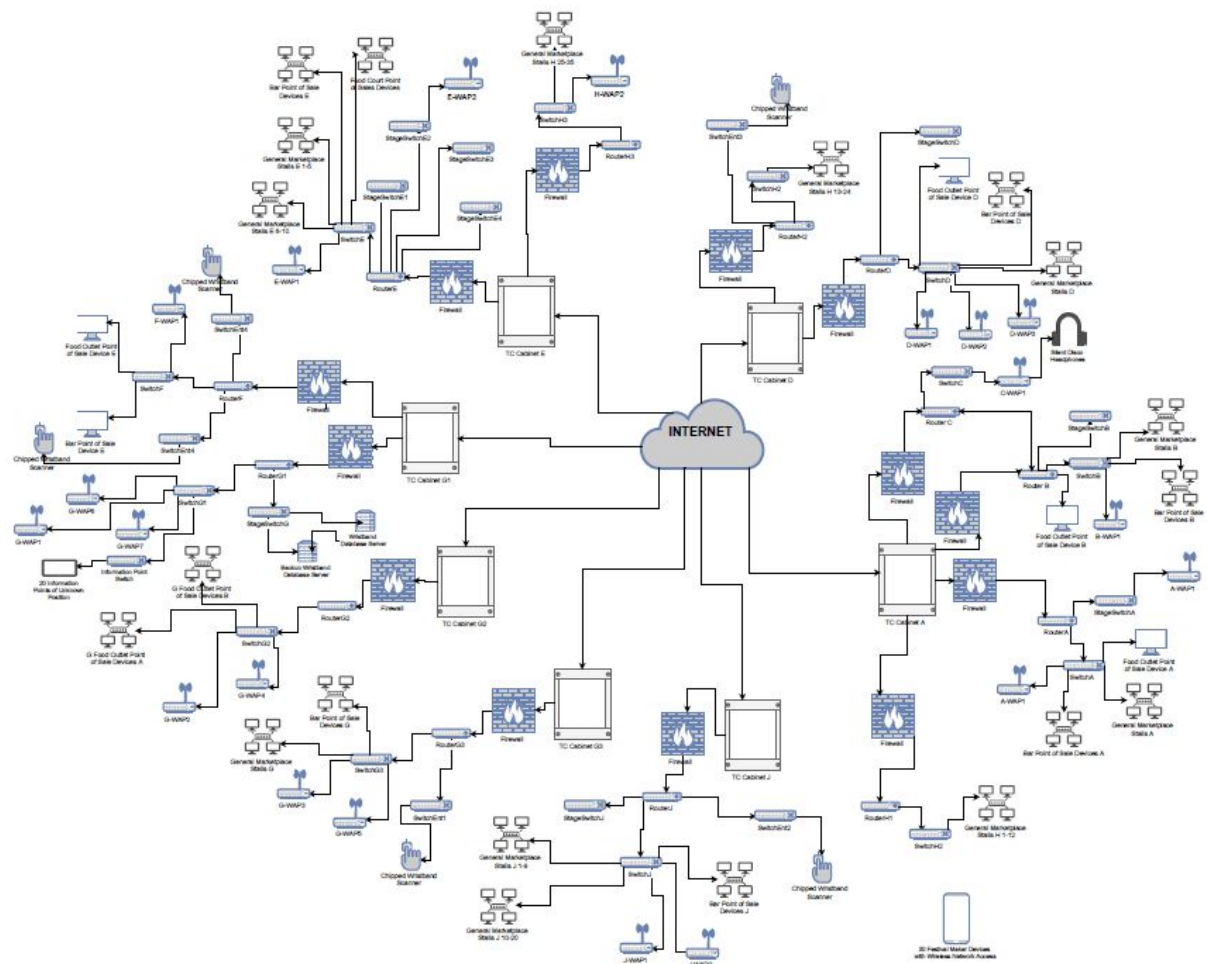 General Marketplace
Stalls H 25-35
H-WAP2
SwitchH3
RouterH3
Firewall
Bar Point of Sale
Devices E
Food Court Point
of Sales Devices
E-WAP2
StageSwitchE2
StageSwitchE3
General Marketplace
Stalls E 1-5
StageSwitchE1
StageSwitchE4
General Marketplace
Stalls E 6-10
SwitchE
E-WAP1
RouterE
Firewall
TC Cabinet E
Chipped Wristband
Scanner
SwitchEnt3
General Marketplace
Stalls H 13-24
SwitchH2
RouterH2
Firewall
StageSwitchD
Food Outlet Point
of Sale Device D
Bar Point of Sale
Devices D
RouterD
SwitchD
General Marketplace
Stalls D
Firewall
D-WAP1
D-WAP2
D-WAP3
TC Cabinet D
Silent Disco
Headphones
SwitchC
C-WAP1
Router C
Chipped Wristband
Scanner
F-WAP1
SwitchEnt4
Food Outlet Point
of Sale Device E
SwitchF
RouterF
Firewall
Bar Point of Sale
Device E
SwitchEnt4
Chipped Wristband
Scanner
TC Cabinet G1
Firewall
INTERNET
StageSwitchB
General Marketplace
Stalls B
Router B
SwitchB
Bar Point of Sale
Devices B
Firewall
Firewall
Food Outlet Point
of Sale Device B
B-WAP1
RouterG1
G-WAP6
SwitchG1
G-WAP1
G-WAP7
StageSwitchG
Wristband
Database Server
Backup Wristband
Database Server
20 Information
Points of Unknown
Position
Information Point
Switch
G Food Outlet Point
of Sale Devices B
Firewall
TC Cabinet G2
RouterG2
G Food Outlet Point
of Sale Devices A
SwitchG2
G-WAP2
G-WAP4
TC Cabinet A
Firewall
A-WAP1
StageSwitchA
RouterA
Food Outlet Point
of Sale Device A
SwitchA
A-WAP1
General Marketplace
Stalls A
Bar Point of Sale
Devices A
Bar Point of Sale
Devices G
General Marketplace
Stalls G
RouterG3
Firewall
TC Cabinet G3
SwitchG3
G-WAP3
G-WAP5
SwitchEnt1
Chipped Wristband
Scanner
Firewall
TC Cabinet J
StageSwitchJ
RouterJ
SwitchEnt2
General Marketplace
Stalls J 1-9
SwitchJ
Chipped Wristband
Scanner
Bar Point of Sale
Devices J
General Marketplace
Stalls J 10-20
J-WAP1
Firewall
RouterH1
General Marketplace
Stalls H 1-12
SwitchH2
20 Festival Maker Devices
with Wireless Network Access